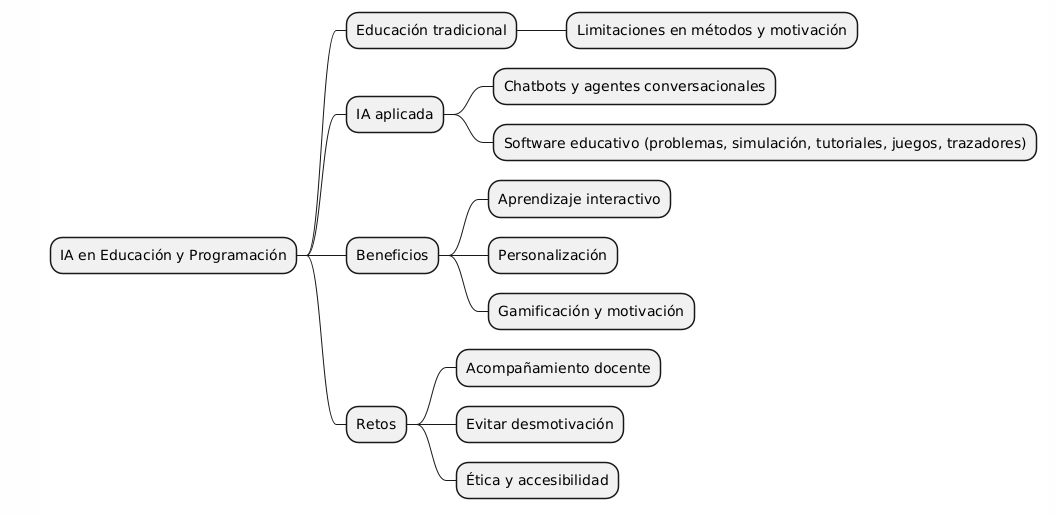 IA en Educación y Programación
Educación tradicional
Limitaciones en métodos y motivación
IA aplicada
Chatbots y agentes conversacionales
Software educativo (problemas, simulación, tutoriales, juegos, trazadores)
Beneficios
Aprendizaje interactivo
Personalización
Gamificación y motivación
Retos
Acompañamiento docente
Evitar desmotivación
Ética y accesibilidad